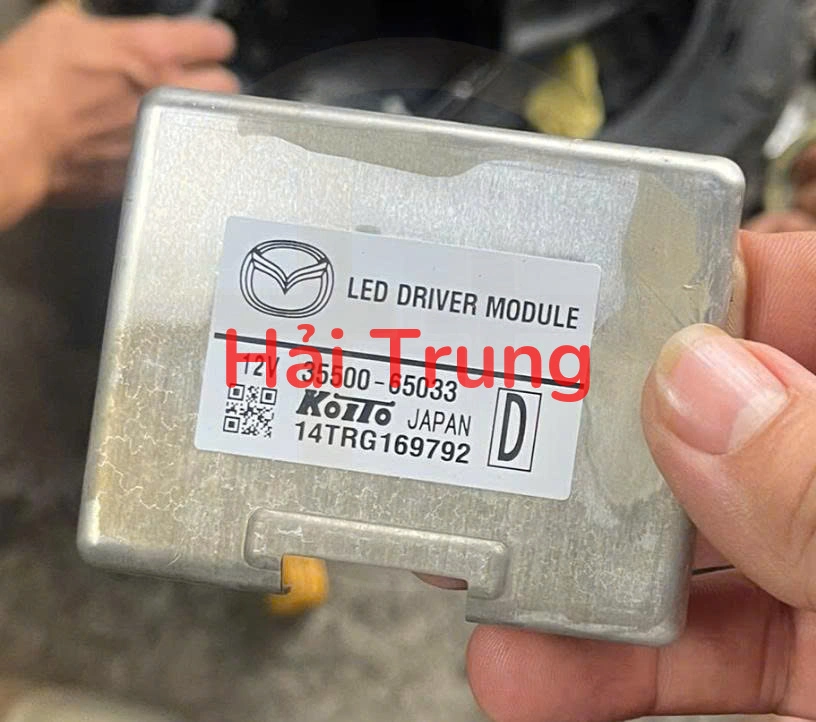 LED DRIVER MODULE
Hải Trung
12V 35500-65033
KOITO JAPAN D
14TRG169792